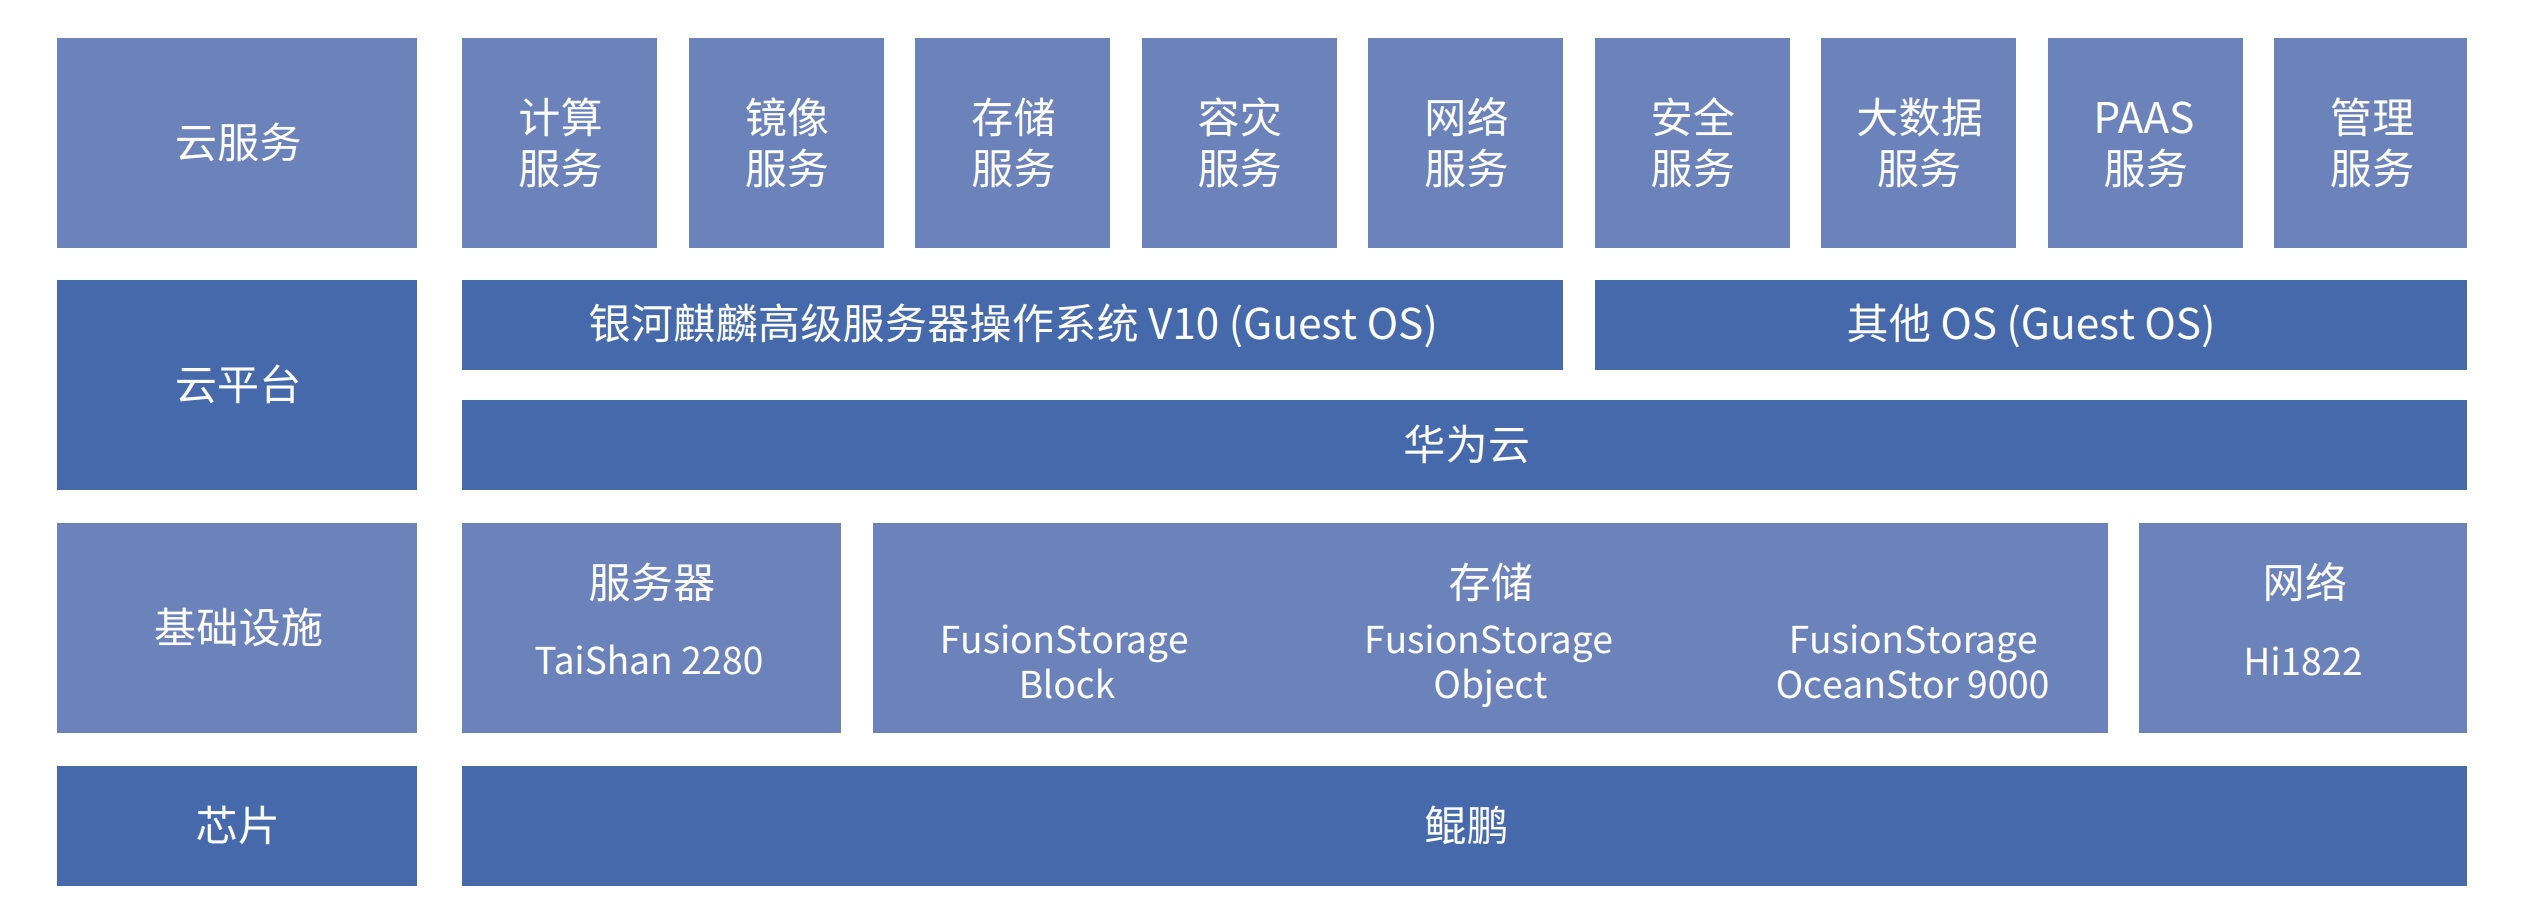 云服务
计算
服务
镜像
服务
存储
服务
容灾
服务
网络
服务
安全
服务
大数据
服务
PAAS
服务
管理
服务
云平台
银河麒麟高级服务器操作系统 V10 (Guest OS)
其他 OS (Guest OS)
华为云
基础设施
服务器
TaiShan 2280
存储
FusionStorage
Block
FusionStorage
Object
FusionStorage
OceanStor 9000
网络
Hi1822
芯片
鲲鹏